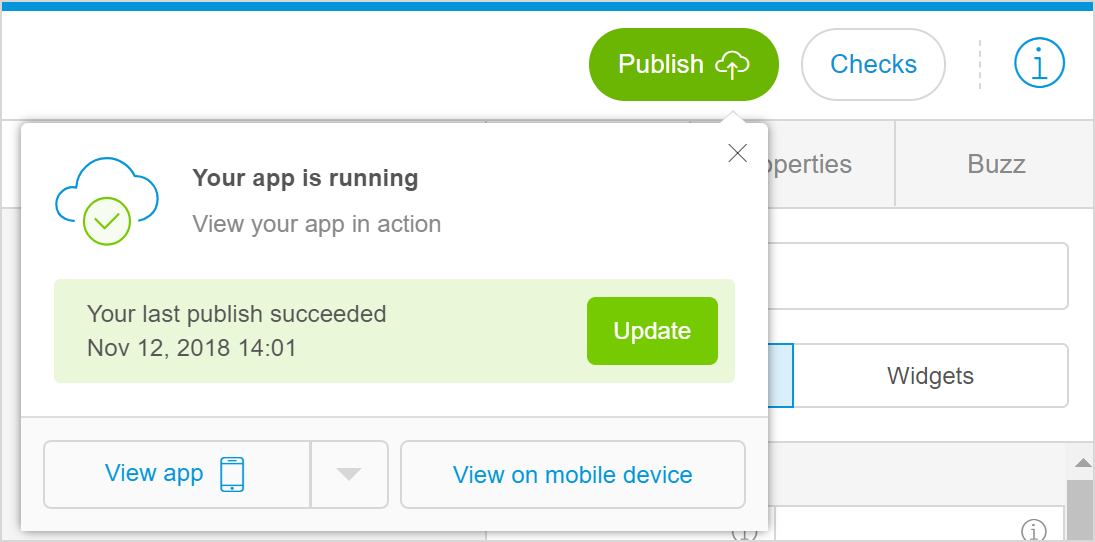 Publish
Checks
Buzz
Your app is running
View your app in action
Your last publish succeeded
Nov 12, 2018 14:01
Update
Widgets
View app
View on mobile device